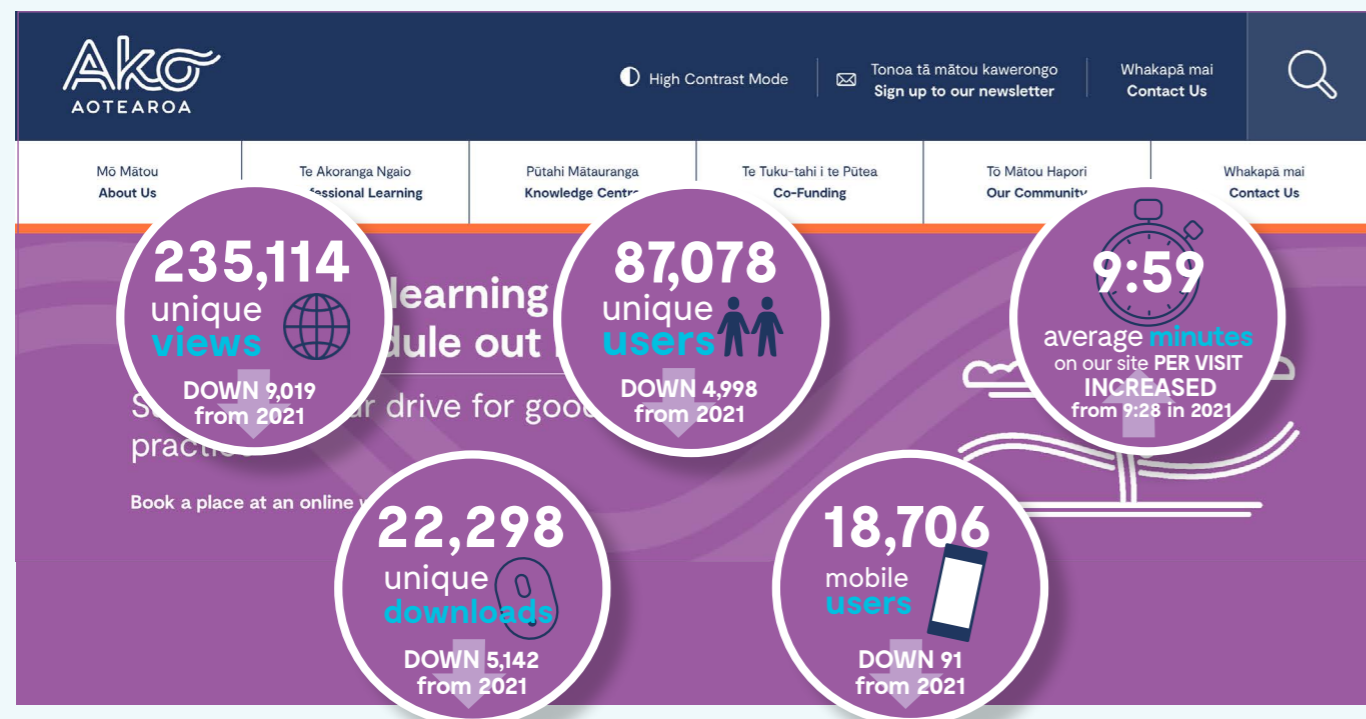 Ako
AOTEAROA
High Contrast Mode
Tonoa tā mātou kawerongo
Sign up to our newsletter
Whakapā mai
Contact Us
Mō Mātou
About Us
Te Akoranga Ngaio
fessional Learning
Pūtahi Mātauranga
Knowledge Centr
Te Tuku-tahi i te Pūtea
Co-Funding
Tō Mātou Hapori
Our Community
Whakapā mai
Contact Us
235,114
unique
views
DOWN 9,019
from 2021
87,078
unique
users
DOWN 4,998
from 2021
9:59
average minutes
on our site PER VISIT
INCREASED
from 9:28 in 2021
learning
dule out
r drive for goo
Book a place at an online
22,298
unique
downloads
DOWN 5,142
from 2021
18,706
mobile
users
DOWN 91
from 2021